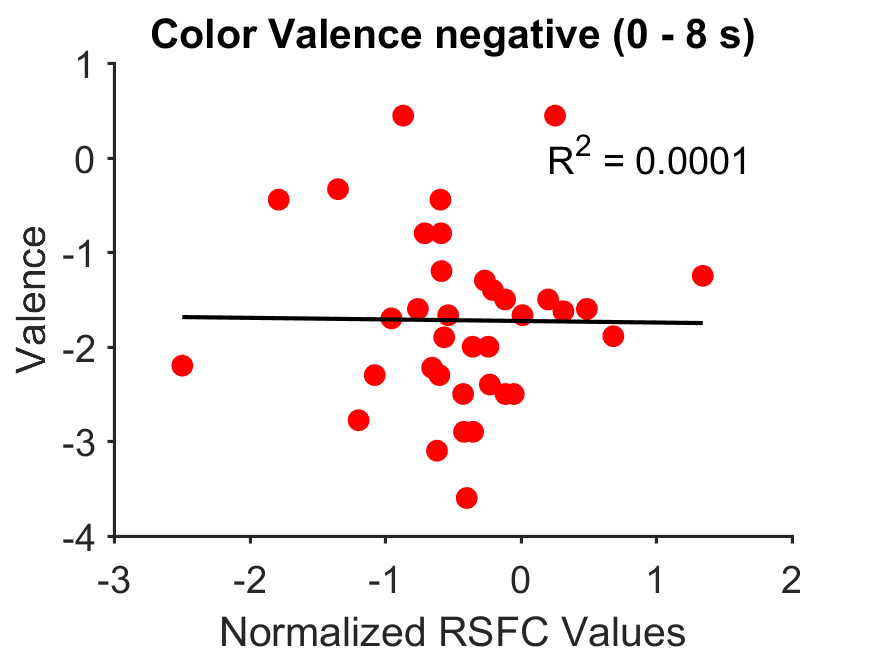 Color Valence negative (0 - 8 s)
1
0
-1
-2
-3
-4
Valence
R² = 0.0001
-3 -2 -1 0 1 2
Normalized RSFC Values